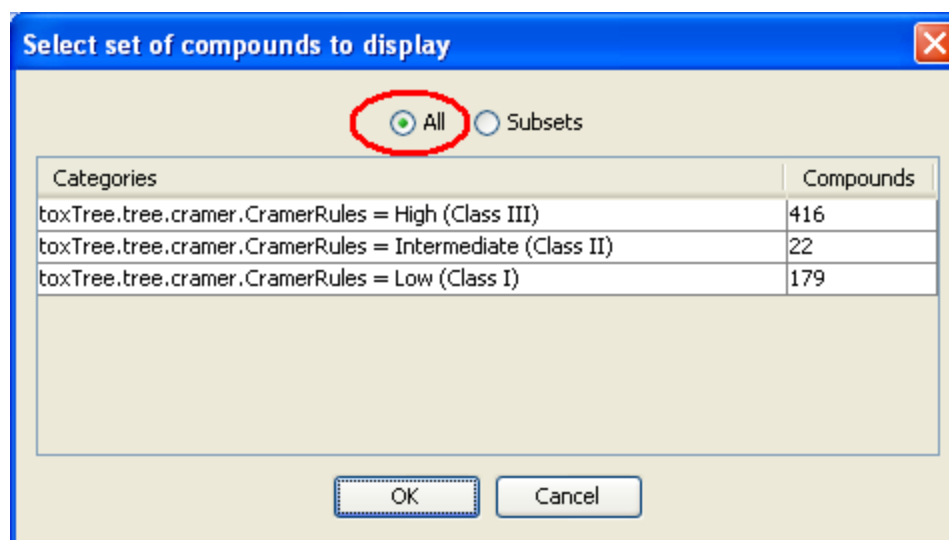 Select set of compounds to display
All Subsets
Categories Compounds
toxTree.tree.cramer.CramerRules = High (Class III) 416
toxTree.tree.cramer.CramerRules = Intermediate (Class II) 22
toxTree.tree.cramer.CramerRules = Low (Class I) 179
OK Cancel